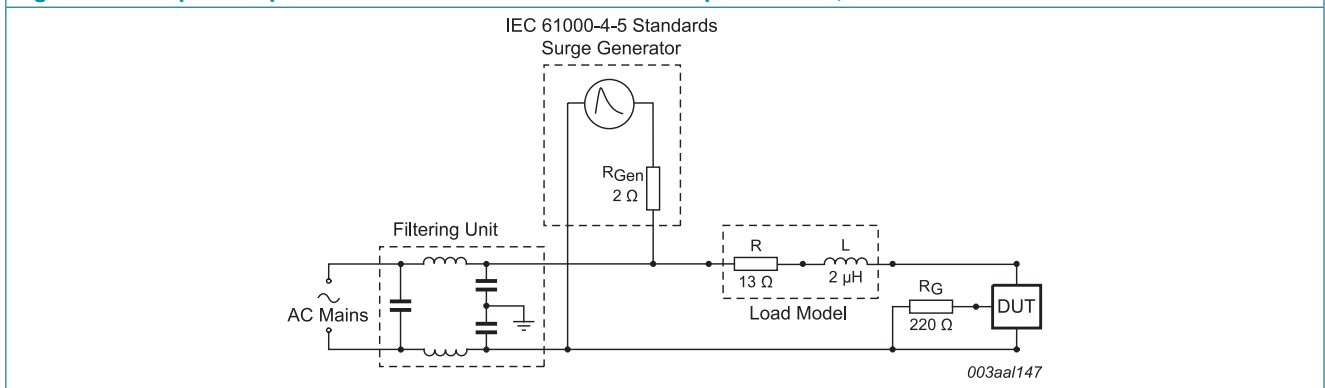 IEC 61000-4-5 Standards
Surge Generator
RGen
2 Ω
Filtering Unit
R
L
13 Ω
2 μH
RG
DUT
AC Mains
Load Model
220 Ω
003aal147